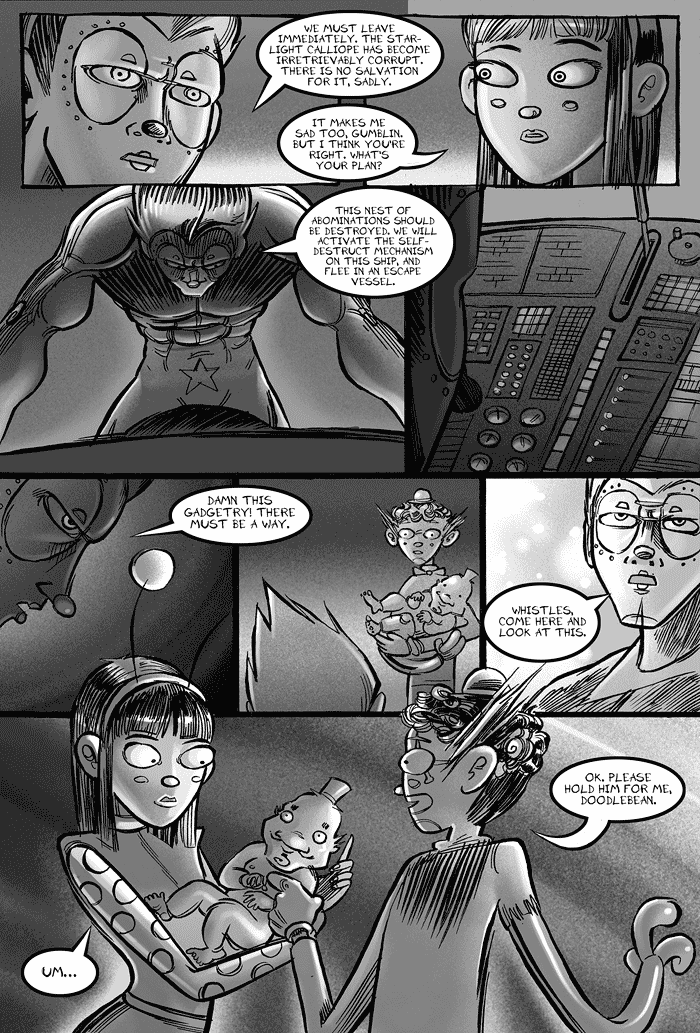 WE MUST LEAVE
IMMEDIATELY. THE STAR-
LIGHT CALLIOPE HAS BECOME
IRRETRIEVABLY CORRUPT.
THERE IS NO SALVATION
FOR IT, SADLY.
IT MAKES ME
SAD TOO, GUMBLIN.
BUT I THINK YOU'RE
RIGHT. WHAT'S
YOUR PLAN?
THIS NEST OF
ABOMINATIONS SHOULD
BE DESTROYED. WE WILL
ACTIVATE THE SELF-
DESTRUCT MECHANISM
ON THIS SHIP, AND
FLEE IN AN ESCAPE
VESSEL.
DAMN THIS
GADGETRY! THERE
MUST BE A WAY.
WHISTLES,
COME HERE AND
LOOK AT THIS.
OK. PLEASE
HOLD HIM FOR ME,
DOODLEBEAN.
UM...